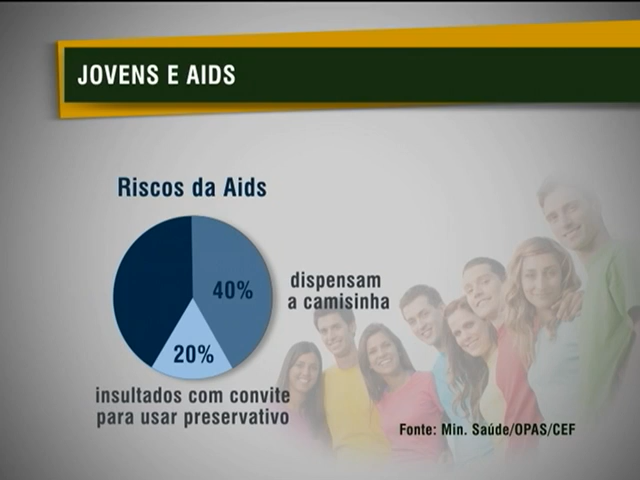 JOVENS E AIDS
Riscos da Aids
40%
dispensam
a camisinha
20%
insultados com convite
para usar preservativo
Fonte: Min. Saúde/OPAS/CEF